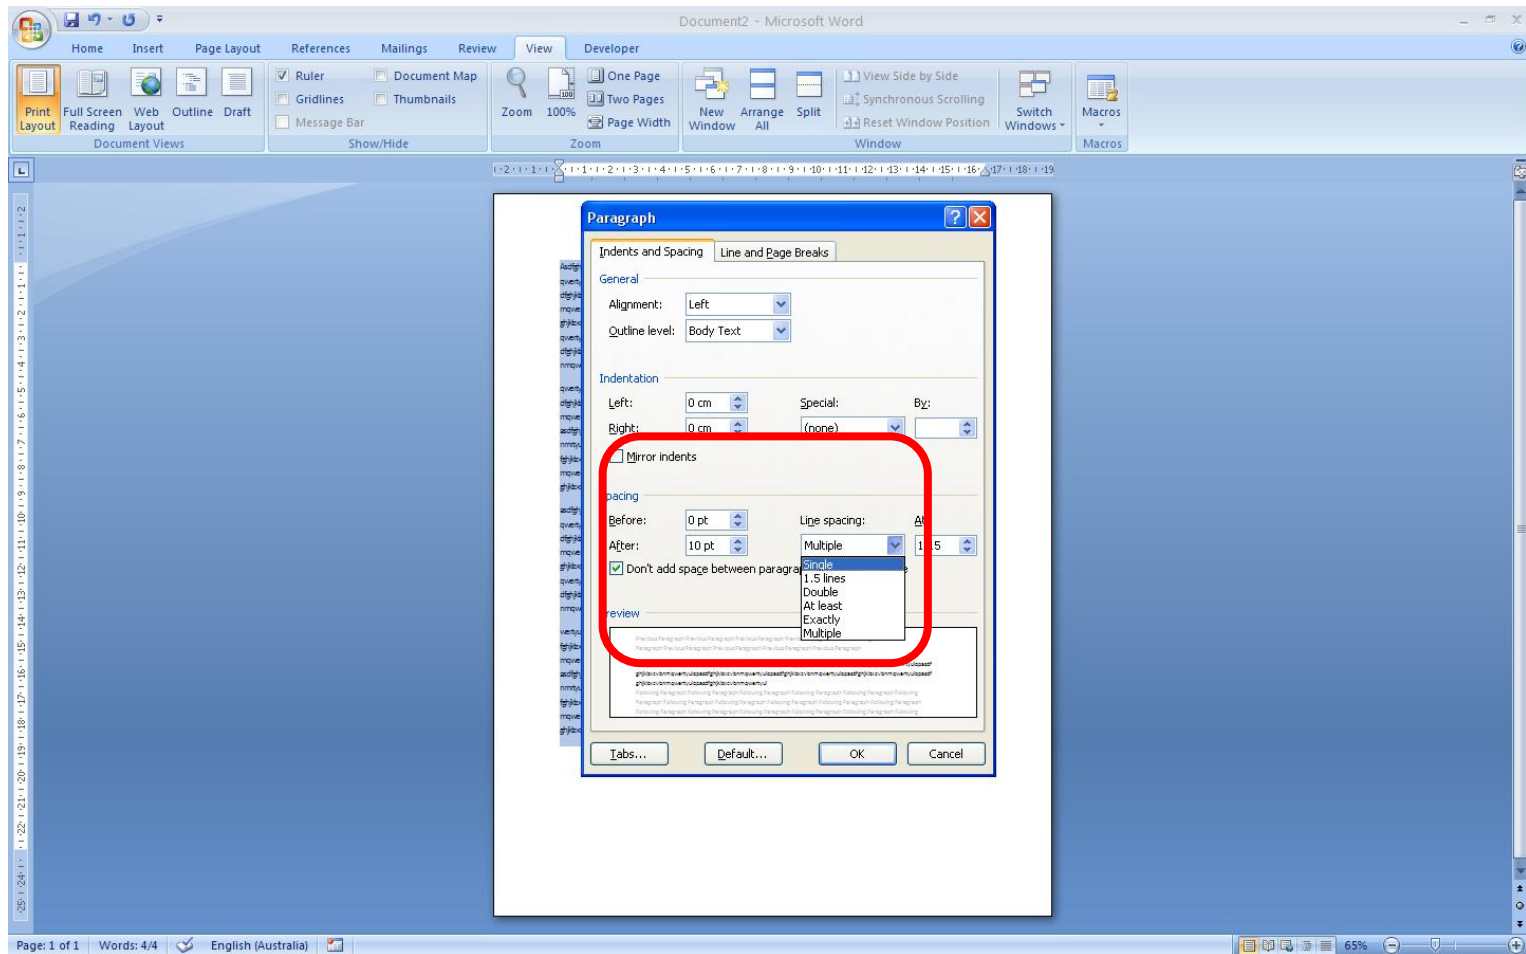 Document2 - Microsoft Word
Home Insert Page Layout References Mailings Review View Developer
Print Layout
Full Screen Reading
Web Layout
Outline
Draft
Document Views
Ruler
Gridlines
Message Bar
Document Map
Thumbnails
Show/Hide
Zoom
100%
One Page
Two Pages
Page Width
Zoom
New Window
Arrange All
Split
View Side by Side
Synchronous Scrolling
Reset Window Position
Switch Windows
Window
Macros
Macros
Paragraph
Indents and Spacing Line and Page Breaks
General
Alignment: Left
Outline level: Body Text
Indentation
Left: 0 cm Special: By:
Right: 0 cm (none)
Mirror indents
pacing
Before: 0 pt Line spacing: At
After: 10 pt Multiple
Don't add space between
Single
1.5 lines
Double
At least
Exactly
Multiple
review
Tabs... Default... OK Cancel
Page: 1 of 1 Words: 4/4 English (Australia) 65%